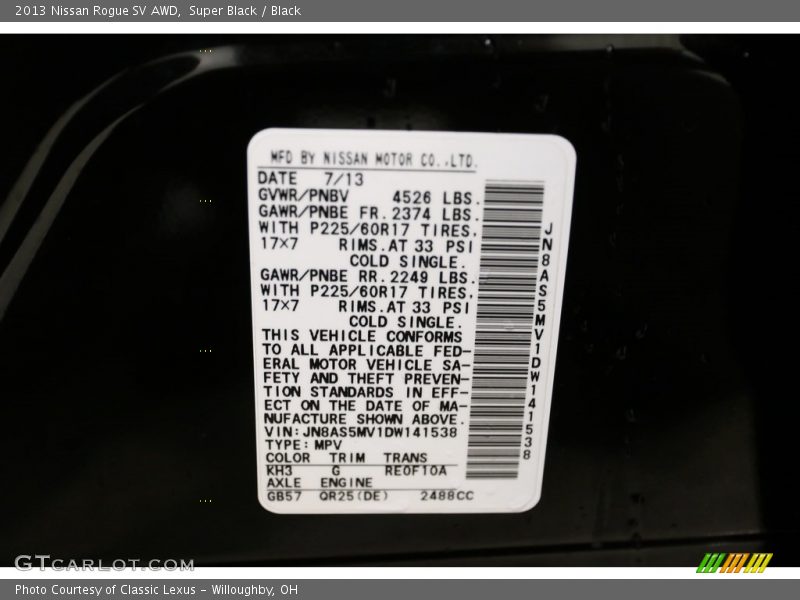 2013 Nissan Rogue SV AWD,  Super Black / Black
MFD BY NISSAN MOTOR CO.,LTD.
DATE 7/13
GVWR/PNBV 4526 LBS.
GAWR/PNBE FR. 2374 LBS.
WITH P225/60R17 TIRES,
17×7 RIMS.AT 33 PSI
COLD SINGLE.
GAWR/PNBE RR. 2249 LBS.
WITH P225/60R17 TIRES,
17×7 RIMS.AT 33 PSI
COLD SINGLE.
THIS VEHICLE CONFORMS
TO ALL APPLICABLE FED-
ERAL MOTOR VEHICLE SA-
FETY AND THEFT PREVEN-
TION STANDARDS IN EFF-
ECT ON THE DATE OF MA-
NUFACTURE SHOWN ABOVE.
VIN:JN8AS5MV1DW141538
TYPE:MPV
COLOR TRIM TRANS
KH3 G RE0F10A
AXLE ENGINE
GB57 QR25(DE) 2488CC
JN8AS5MV1DW141538
GTCarLot.com
Photo Courtesy of Classic Lexus - Willoughby, OH